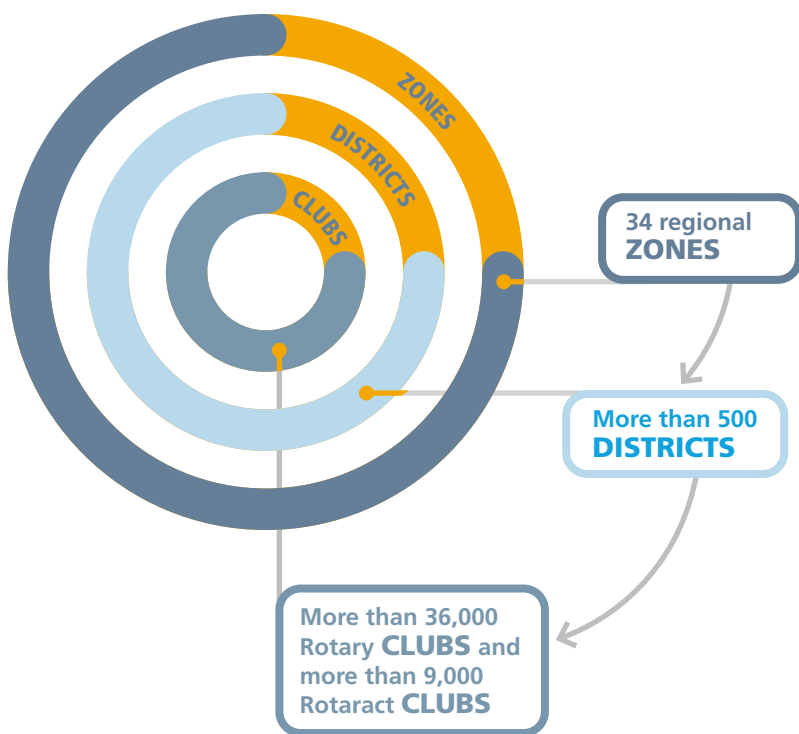 ZONES
DISTRICTS
CLUBS
34 regional
ZONES
More than 500
DISTRICTS
More than 36,000
Rotary CLUBS and
more than 9,000
Rotaract CLUBS